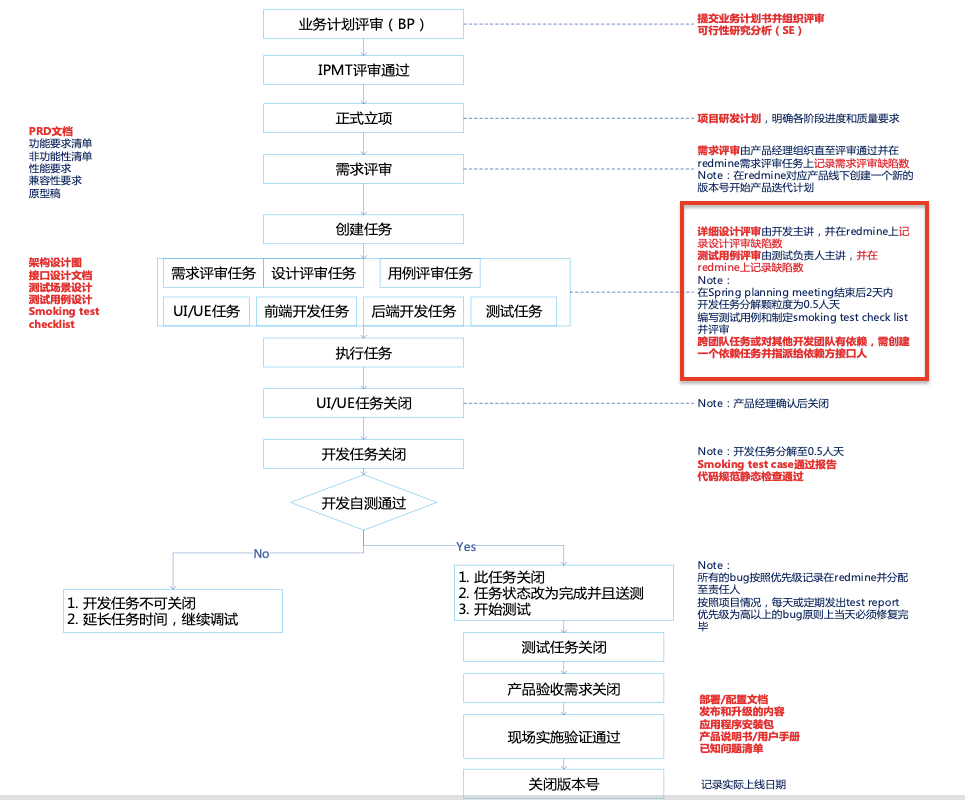 业务计划评审（BP）
提交业务计划书并组织评审
可行性研究分析（SE）
IPMT评审通过
正式立项
项目研发计划，明确各阶段进度和质量要求
PRD文档
功能要求清单
非功能性清单
性能要求
兼容性要求
原型稿
需求评审
需求评审由产品经理组织直至评审通过并在
redmine需求评审任务上记录需求评审缺陷数
Note：在redmine对应产品线下创建一个新的
版本号开始产品迭代计划
创建任务
架构设计图
接口设计文档
测试场景设计
测试用例设计
Smoking test
checklist
需求评审任务
设计评审任务
用例评审任务
UI/UE任务
前端开发任务
后端开发任务
测试任务
详细设计评审由开发主讲，并在redmine上记
录设计评审缺陷数
测试用例评审由测试负责人主讲，并在
redmine上记录缺陷数
Note：
在Spring planning meeting结束后2天内
开发任务分解颗粒度为0.5人天
编写测试用例和制定smoking test check list
并评审
跨团队任务或对其他开发团队有依赖，需创建
一个依赖任务并指派给依赖方接口人
执行任务
UI/UE任务关闭
Note：产品经理确认后关闭
开发任务关闭
Note：开发任务分解至0.5人天
Smoking test case通过报告
代码规范静态检查通过
开发自测通过
No
Yes
1. 开发任务不可关闭
2. 延长任务时间，继续调试
1. 此任务关闭
2. 任务状态改为完成并且送测
3. 开始测试
Note：
所有的bug按照优先级记录在redmine并分配
至责任人
按照项目情况，每天或定期发出test report
优先级为高以上的bug原则上当天必须修复完
毕
测试任务关闭
产品验收需求关闭
现场实施验证通过
部署/配置文档
发布和升级的内容
应用程序安装包
产品说明书/用户手册
已知问题清单
关闭版本号
记录实际上线日期